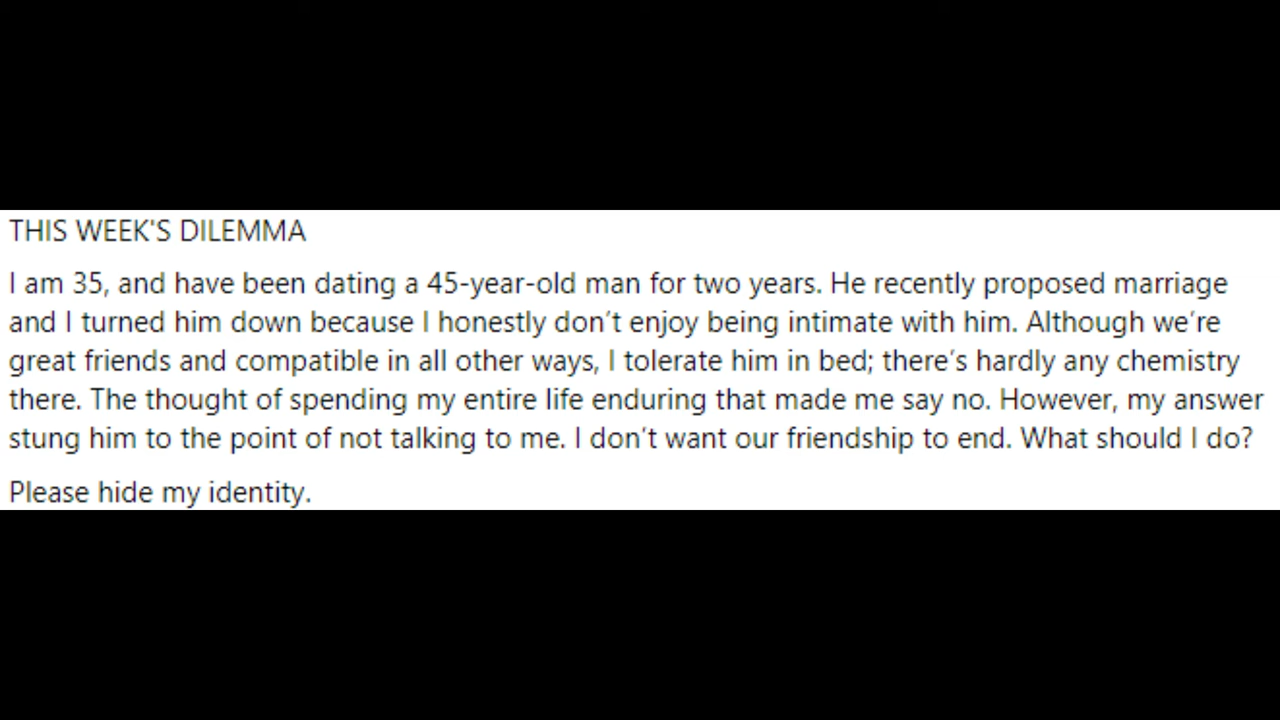 THIS WEEK'S DILEMMA
I am 35, and have been dating a 45-year-old man for two years. He recently proposed marriage
and I turned him down because I honestly don’t enjoy being intimate with him. Although we’re
great friends and compatible in all other ways, I tolerate him in bed; there’s hardly any chemistry
there. The thought of spending my entire life enduring that made me say no. However, my answer
stung him to the point of not talking to me. I don’t want our friendship to end. What should I do?
Please hide my identity.